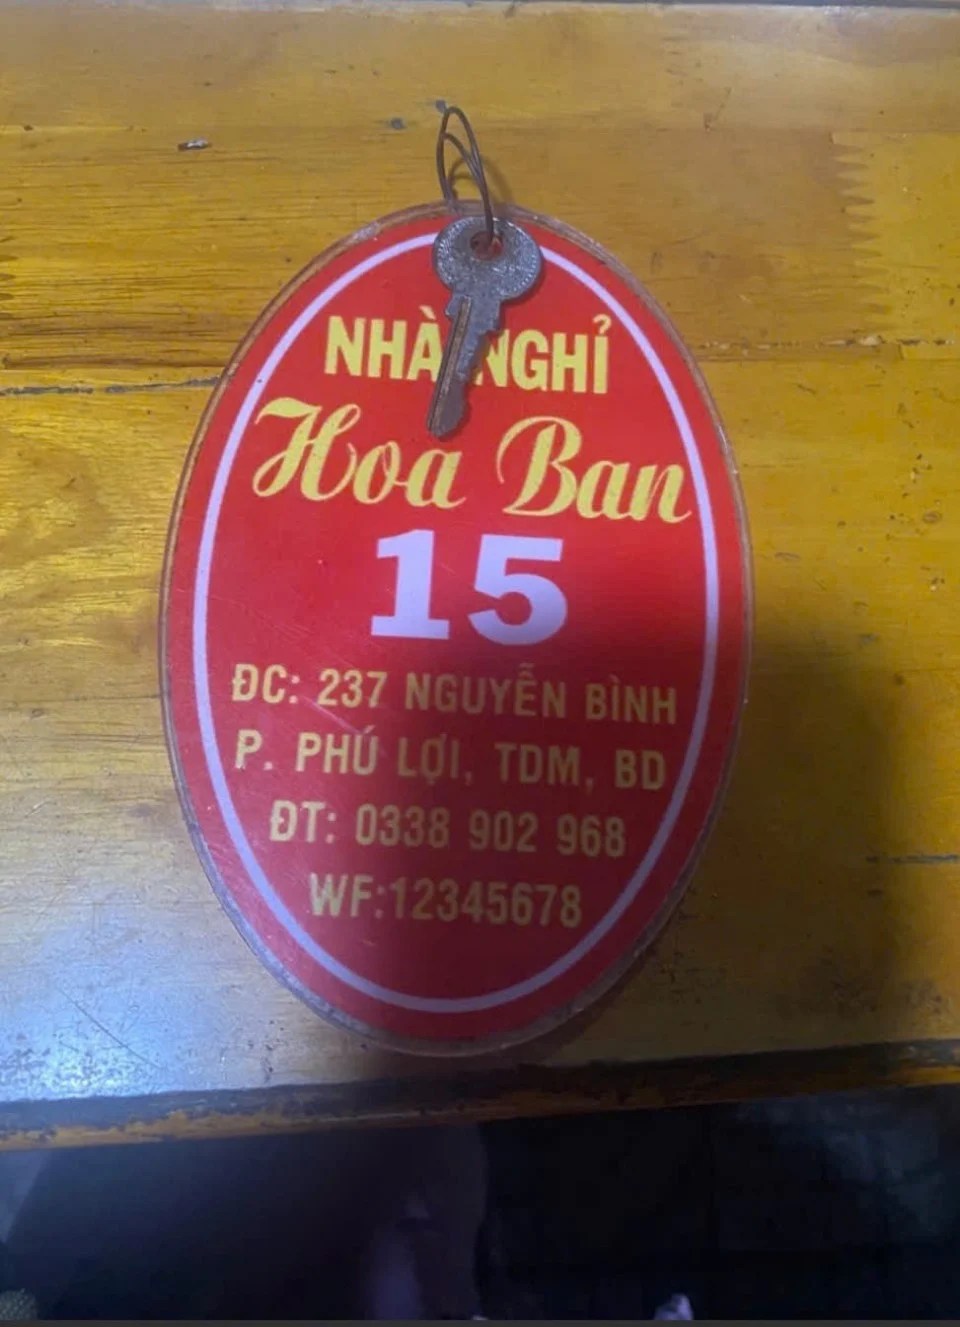 NHÀ NGHỈ
Hoa Ban
15
ĐC: 237 NGUYỄN BÌNH
P. PHÚ LỢI, TDM, BD
ĐT: 0338 902 968
WF:12345678